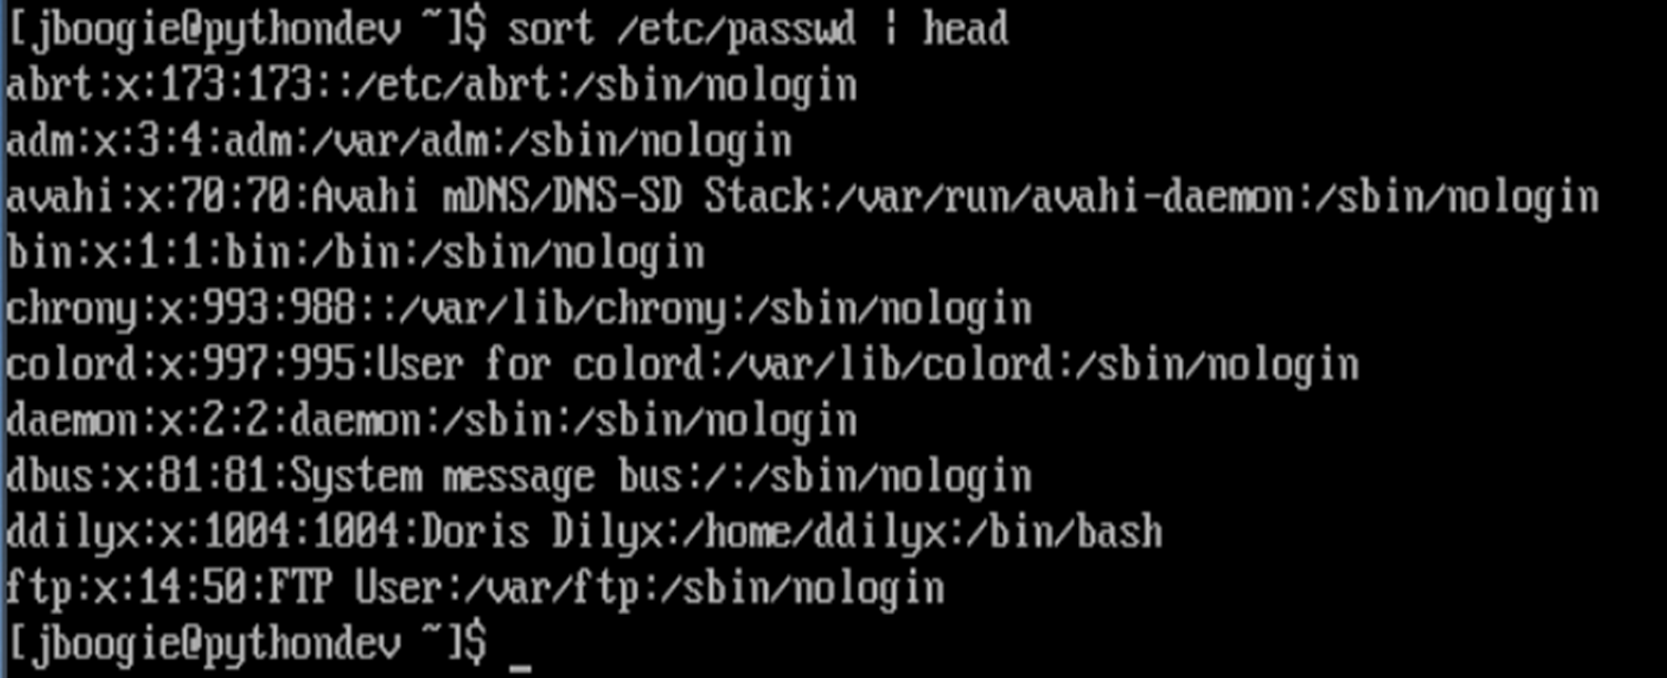 [jboogie@pythondev ~]$ sort /etc/passwd | head
abrt:x:173:173::/etc/abrt:/sbin/nologin
adm:x:3:4:adm:/var/adm:/sbin/nologin
avahi:x:70:70:Avahi mDNS/DNS-SD Stack:/var/run/avahi-daemon:/sbin/nologin
bin:x:1:1:bin:/bin:/sbin/nologin
chrony:x:993:988::/var/lib/chrony:/sbin/nologin
colord:x:997:995:User for colord:/var/lib/colord:/sbin/nologin
daemon:x:2:2:daemon:/sbin:/sbin/nologin
dbus:x:81:81:System message bus:/:/sbin/nologin
ddilyx:x:1004:1004:Doris Dilyx:/home/ddilyx:/bin/bash
ftp:x:14:50:FTP User:/var/ftp:/sbin/nologin
[jboogie@pythondev ~]$ _